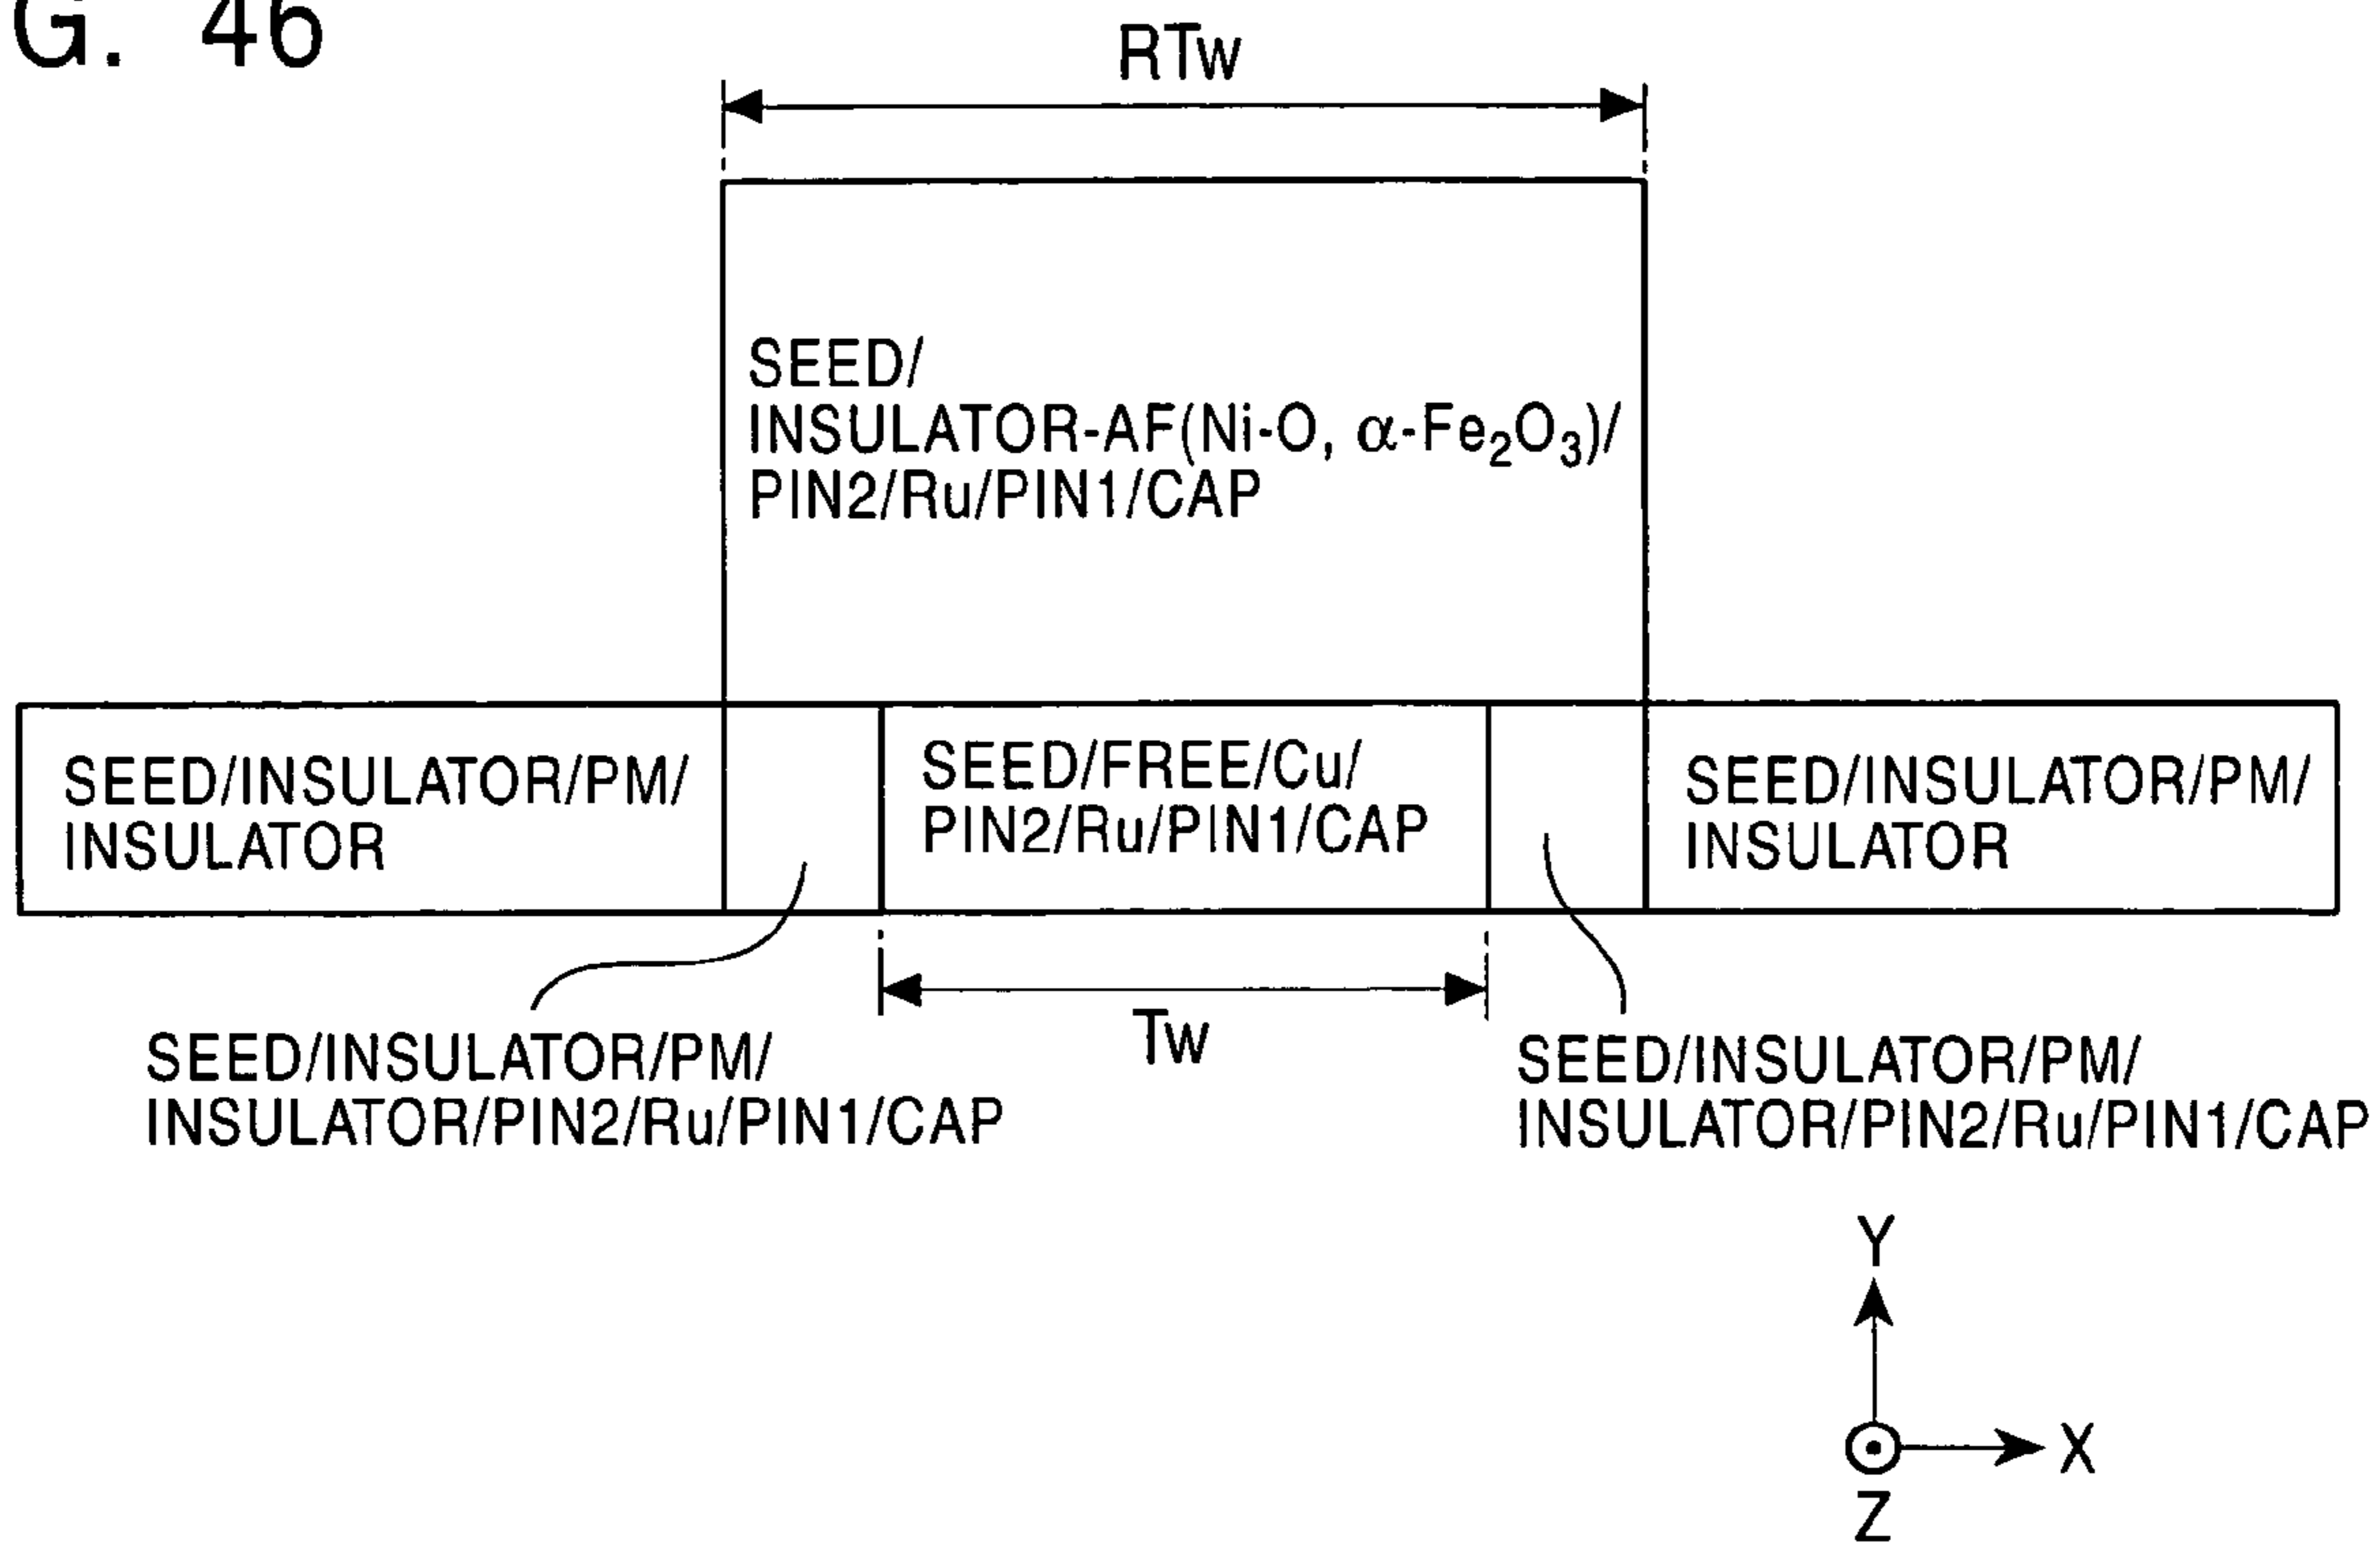 G. 46
RTw
SEED/
INSULATOR-AF(Ni-O, α-Fe₂O₃)/
PIN2/Ru/PIN1/CAP
SEED/INSULATOR/PM/
INSULATOR
SEED/FREE/Cu/
PIN2/Ru/PIN1/CAP
SEED/INSULATOR/PM/
INSULATOR
Tw
SEED/INSULATOR/PM/
INSULATOR/PIN2/Ru/PIN1/CAP
SEED/INSULATOR/PM/
INSULATOR/PIN2/Ru/PIN1/CAP
Y
X
Z